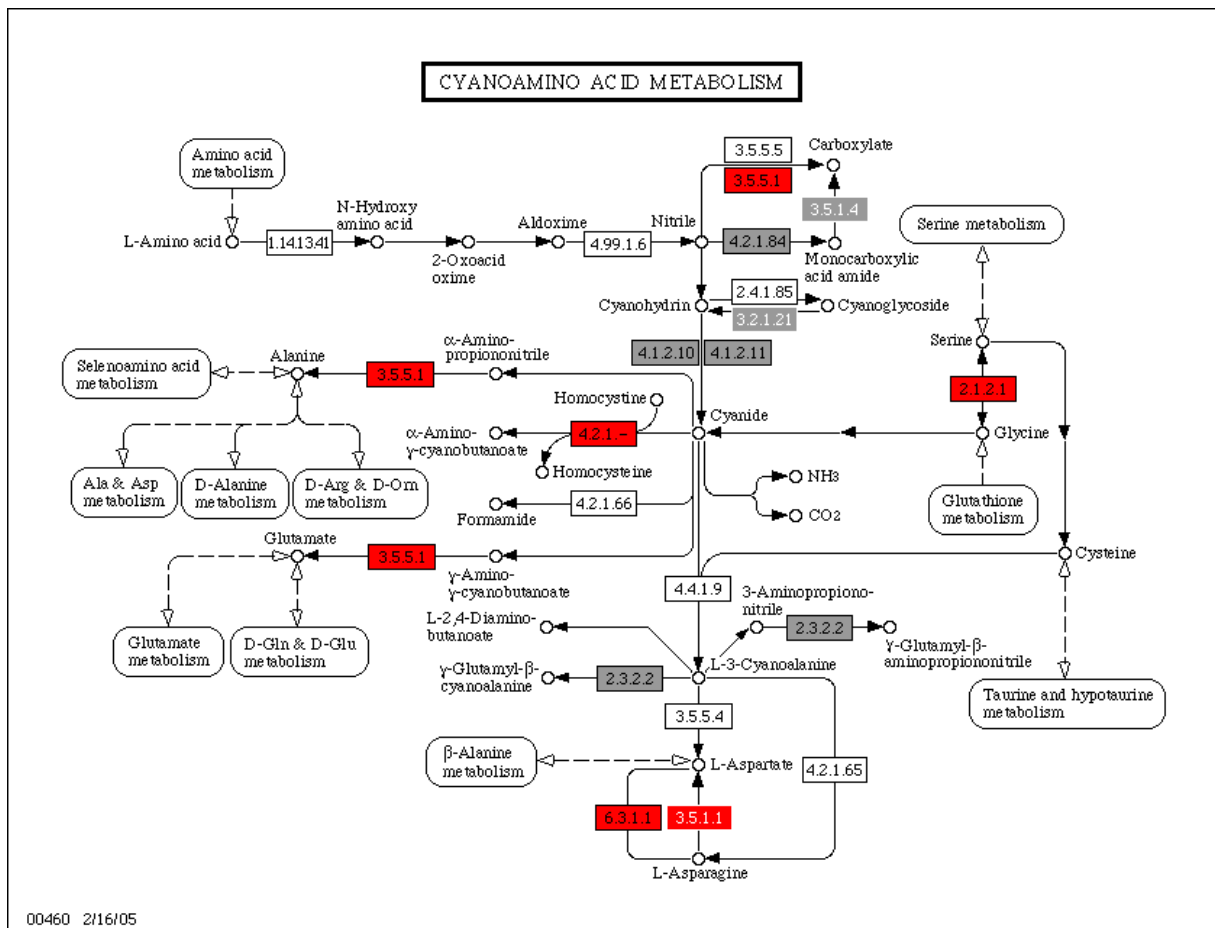 CYANOAMINO ACID METABOLISM
Amino acid
metabolism
3.5.5.5
Carboxylate
3.5.5.1
3.5.1.4
N-Hydroxy
amino acid
Aldoxime
Nitrile
Serine metabolism
L-Amino acid
1.14.13.41
4.99.1.6
4.2.1.84
2-Oxoacid
oxime
Monocarboxylic
acid amide
2.4.1.85
Cyanohydrin
Cyanoglycoside
3.2.1.21
α-Amino-
propiononitrile
4.1.2.10
4.1.2.11
Serine
Selenoamino acid
metabolism
Alanine
3.5.5.1
2.1.2.1
Homocystine
Cyanide
α-Amino-
γ-cyanobutanoate
4.2.1.–
Glycine
Homocysteine
NH3
Ala & Asp
metabolism
D-Alanine
metabolism
D-Arg & D-Orn
metabolism
4.2.1.66
Formamide
CO2
Glutathione
metabolism
Glutamate
3.5.5.1
Cysteine
γ-Amino-
γ-cyanobutanoate
4.4.1.9
3-Aminopropiono-
nitrile
L-2,4-Diamino-
butanoate
2.3.2.2
Glutamate
metabolism
D-Gln & D-Glu
metabolism
γ-Glutamyl-β-
aminopropiononitrile
L-3-Cyanoalanine
γ-Glutamyl-β-
cyanoalanine
2.3.2.2
Taurine and hypotaurine
metabolism
3.5.5.4
β-Alanine
metabolism
L-Aspartate
4.2.1.65
6.3.1.1
3.5.1.1
L-Asparagine
00460 2/16/05